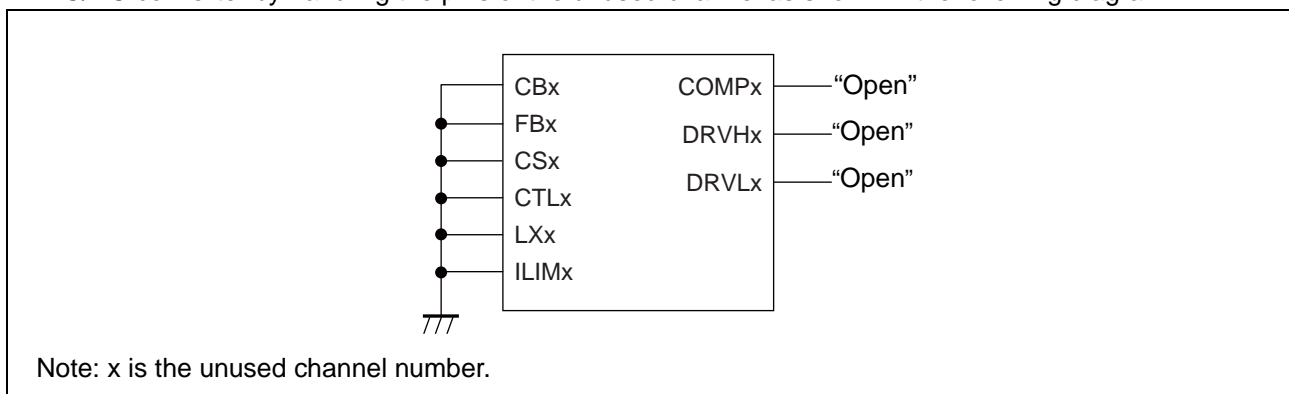 CBx COMPx “Open”
FBx DRVHx “Open”
CSx
CTLx DRVLx “Open”
LXx
ILIMx
Note: x is the unused channel number.